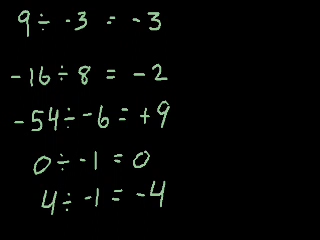 9 ÷ -3 = -3
-16 ÷ 8 = -2
-54 ÷ -6 = +9
0 ÷ -1 = 0
4 ÷ -1 = -4